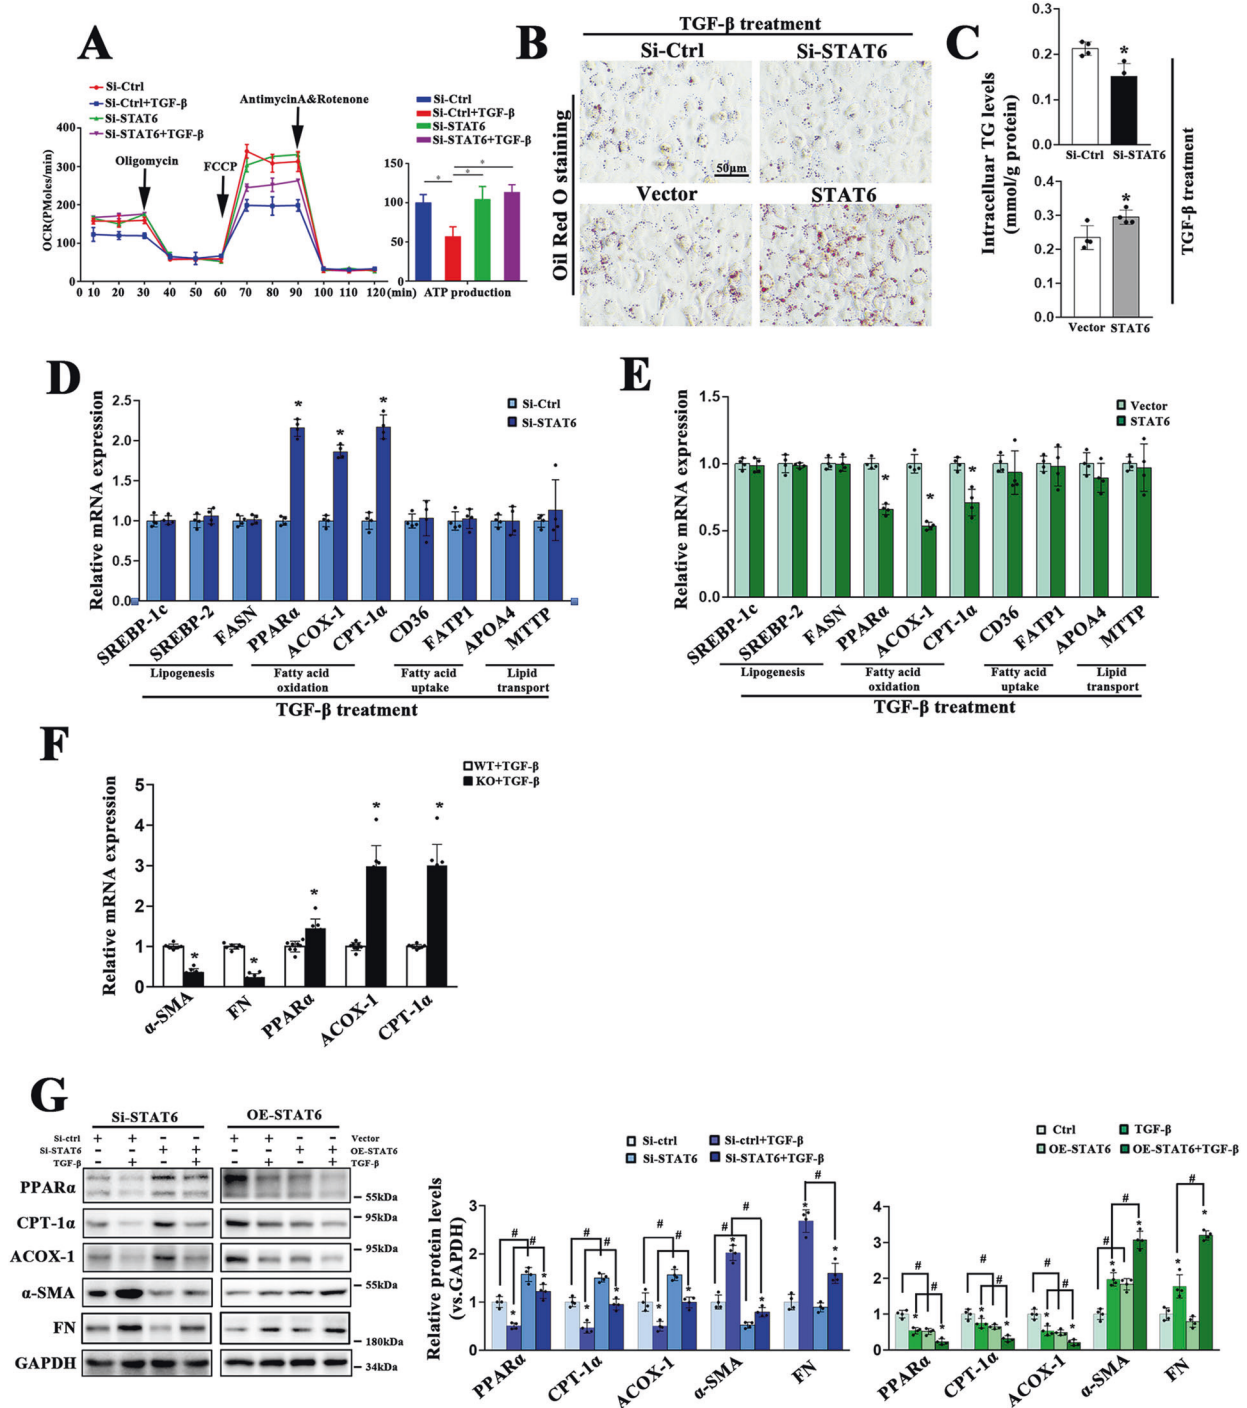 A
Si-Ctrl
Si-Ctrl+TGF-β
Si-STAT6
Si-STAT6+TGF-β
AntimycinA&Rotenone
Oligomycin
FCCP
OCR(PMoles/min)
400
300
200
100
0
0 10 20 30 40 50 60 70 80 90 100 110 120 (min)
Si-Ctrl
Si-Ctrl+TGF-β
Si-STAT6
Si-STAT6+TGF-β
150
100
50
0
* * *
ATP production
B
TGF-β treatment
Si-Ctrl Si-STAT6
50μm
Vector STAT6
Oil Red O staining
C
Intracelluar TG levels
(mmol/g protein)
0.3
0.2
0.1
0.0
*
Si-Ctrl Si-STAT6
0.4
0.3
0.2
0.1
0.0
*
Vector STAT6
TGF-β treatment
D
Relative mRNA expression
2.5
2.0
1.5
1.0
0.5
0.0
Si-Ctrl
Si-STAT6
* * *
SREBP-1c SREBP-2 FASN PPARα ACOX-1 CPT-1α CD36 FATP1 APOA4 MTTP
Lipogenesis Fatty acid oxidation Fatty acid uptake Lipid transport
TGF-β treatment
E
Relative mRNA expression
1.5
1.0
0.5
0.0
Vector
STAT6
* * *
SREBP-1c SREBP-2 FASN PPARα ACOX-1 CPT-1α CD36 FATP1 APOA4 MTTP
Lipogenesis Fatty acid oxidation Fatty acid uptake Lipid transport
TGF-β treatment
F
Relative mRNA expression
5
4
3
2
1
0
WT+TGF-β
KO+TGF-β
* * * * *
α-SMA FN PPARα ACOX-1 CPT-1α
G
Si-STAT6 OE-STAT6
Si-ctrl + + - - + + - - Vector
Si-STAT6 - - + + - - + + OE-STAT6
TGF-β - + - + - + - + TGF-β
PPARα 55kDa
CPT-1α 95kDa
ACOX-1 95kDa
α-SMA 55kDa
FN 180kDa
GAPDH 34kDa
Relative protein levels
(vs.GAPDH)
Si-ctrl Si-ctrl+TGF-β
Si-STAT6 Si-STAT6+TGF-β
3
2
1
0
# # # # # # # # #
* * * * * * * * * *
PPARα CPT-1α ACOX-1 α-SMA FN
Ctrl TGF-β
OE-STAT6 OE-STAT6+TGF-β
4
3
2
1
0
# # # # # # # # #
* * * * * * * * * *
PPARα CPT-1α ACOX-1 α-SMA FN